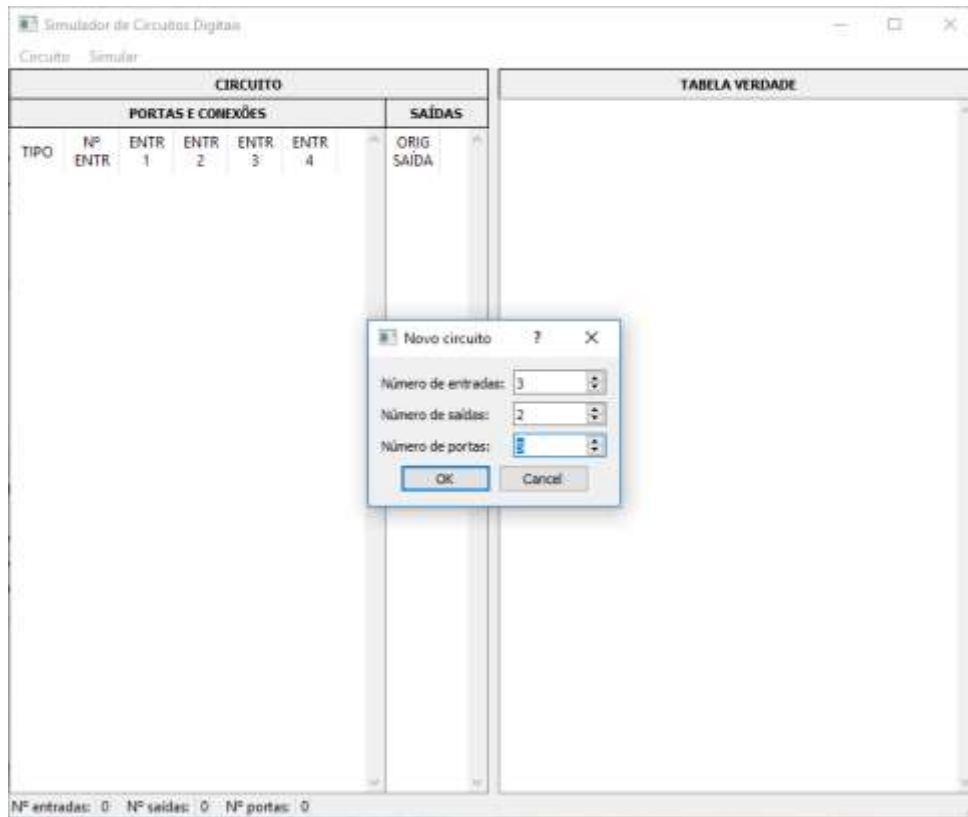 Simulador de Circuitos Digitais
Circuito Simular
CIRCUITO
TABELA VERDADE
PORTAS E CONEXÕES
SAÍDAS
TIPO
Nº ENTR
ENTR 1
ENTR 2
ENTR 3
ENTR 4
ORIG SAÍDA
Novo circuito ?
Número de entradas: 3
Número de saídas: 2
Número de portas:
OK Cancel
Nº entradas: 0 Nº saídas: 0 Nº portas: 0